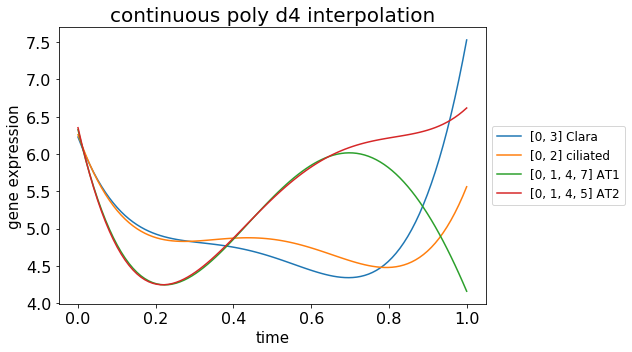 continuous poly d4 interpolation
gene expression
7.5
7.0
6.5
6.0
5.5
5.0
4.5
4.0
0.0 0.2 0.4 0.6 0.8 1.0
time
[0, 3] Clara
[0, 2] ciliated
[0, 1, 4, 7] AT1
[0, 1, 4, 5] AT2